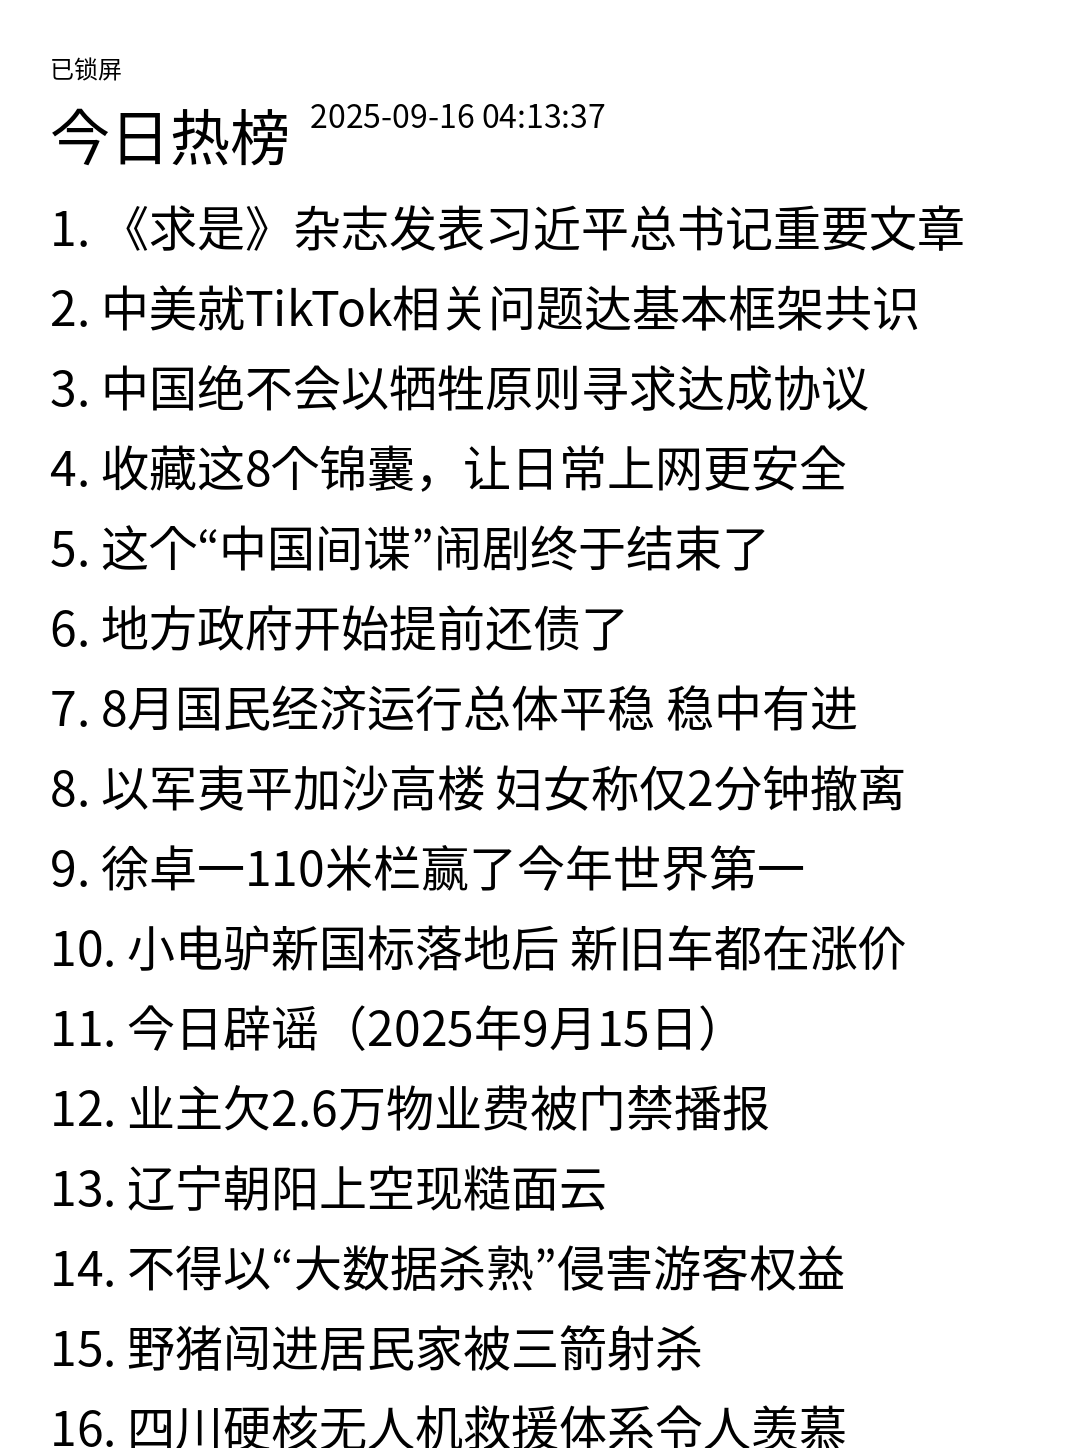 已锁屏
今日热榜 2025-09-16 04:13:37
1. 《求是》杂志发表习近平总书记重要文章
2. 中美就TikTok相关问题达基本框架共识
3. 中国绝不会以牺牲原则寻求达成协议
4. 收藏这8个锦囊，让日常上网更安全
5. 这个“中国间谍”闹剧终于结束了
6. 地方政府开始提前还债了
7. 8月国民经济运行总体平稳 稳中有进
8. 以军夷平加沙高楼 妇女称仅2分钟撤离
9. 徐卓一110米栏赢了今年世界第一
10. 小电驴新国标落地后 新旧车都在涨价
11. 今日辟谣（2025年9月15日）
12. 业主欠2.6万物业费被门禁播报
13. 辽宁朝阳上空现糙面云
14. 不得以“大数据杀熟”侵害游客权益
15. 野猪闯进居民家被三箭射杀
16. 四川硬核无人机救援体系令人羡慕